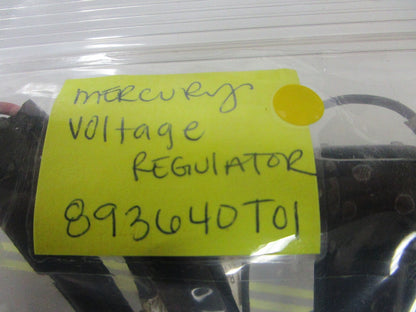 MERCURY
Voltage
REGULATOR
893640T01